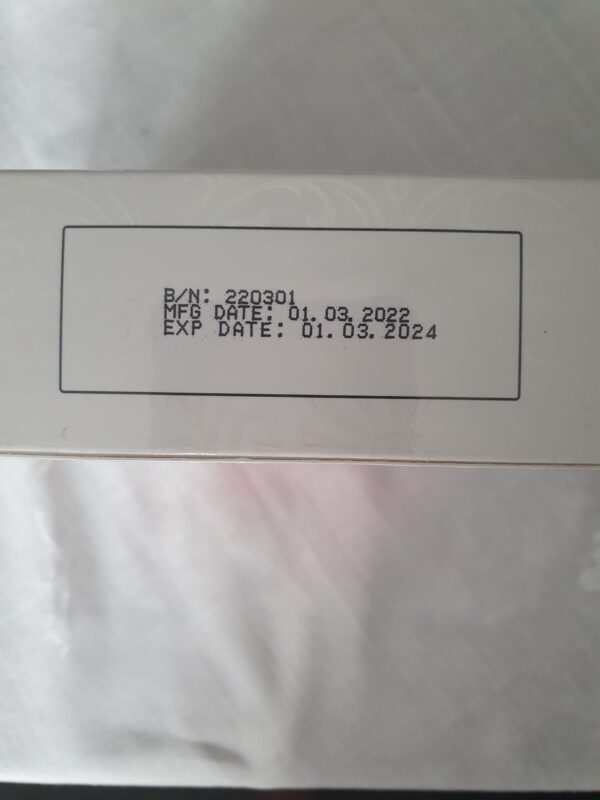 B/N: 220301
MFG DATE: 01.03.2022
EXP DATE: 01.03.2024